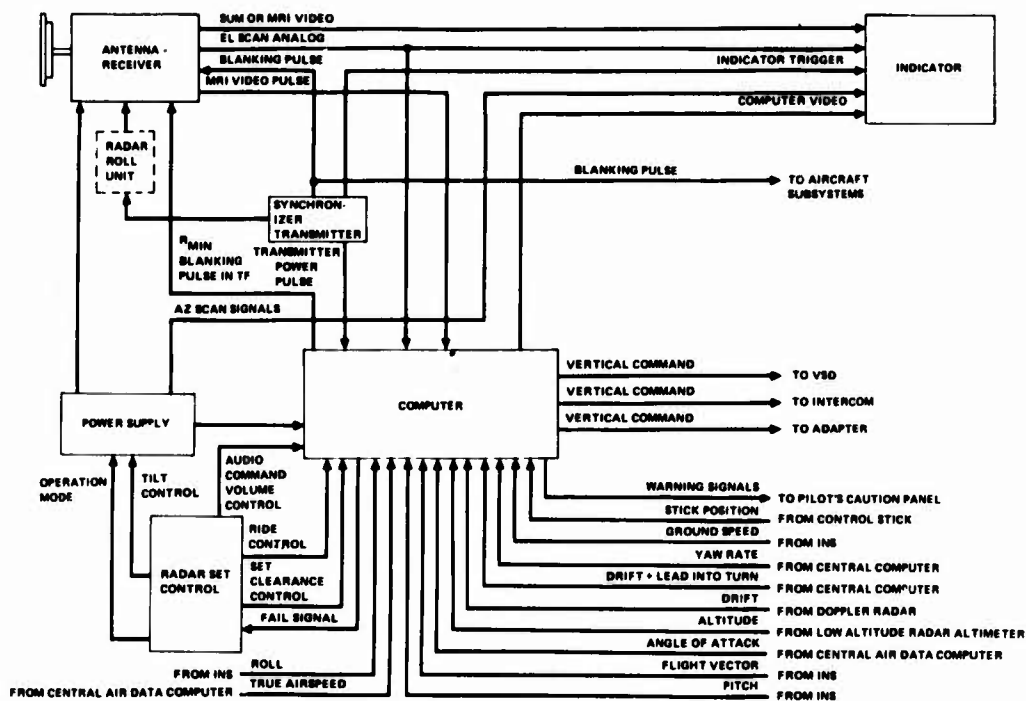 SUM OR MRI VIDEO
EL SCAN ANALOG
BLANKING PULSE
MRI VIDEO PULSE
ANTENNA -
RECEIVER
INDICATOR TRIGGER
COMPUTER VIDEO
INDICATOR
RADAR
ROLL
UNIT
BLANKING PULSE
TO AIRCRAFT
SUBSYSTEMS
SYNCHRON-
IZER
TRANSMITTER
RMIN
BLANKING
PULSE IN TF
TRANSMITTER
POWER
PULSE
AZ SCAN SIGNALS
COMPUTER
VERTICAL COMMAND
TO VSD
VERTICAL COMMAND
TO INTERCOM
VERTICAL COMMAND
TO ADAPTER
POWER SUPPLY
OPERATION
MODE
TILT
CONTROL
AUDIO
COMMAND
VOLUME
CONTROL
RIDE
CONTROL
SET
CLEARANCE
CONTROL
FAIL SIGNAL
RADAR SET
CONTROL
WARNING SIGNALS
TO PILOT'S CAUTION PANEL
STICK POSITION
FROM CONTROL STICK
GROUND SPEED
FROM INS
YAW RATE
FROM CENTRAL COMPUTER
DRIFT + LEAD INTO TURN
FROM CENTRAL COMPUTER
DRIFT
FROM DOPPLER RADAR
ALTITUDE
FROM LOW ALTITUDE RADAR ALTIMETER
ANGLE OF ATTACK
FROM CENTRAL AIR DATA COMPUTER
FLIGHT VECTOR
FROM INS
PITCH
FROM INS
ROLL
FROM INS
TRUE AIRSPEED
FROM CENTRAL AIR DATA COMPUTER